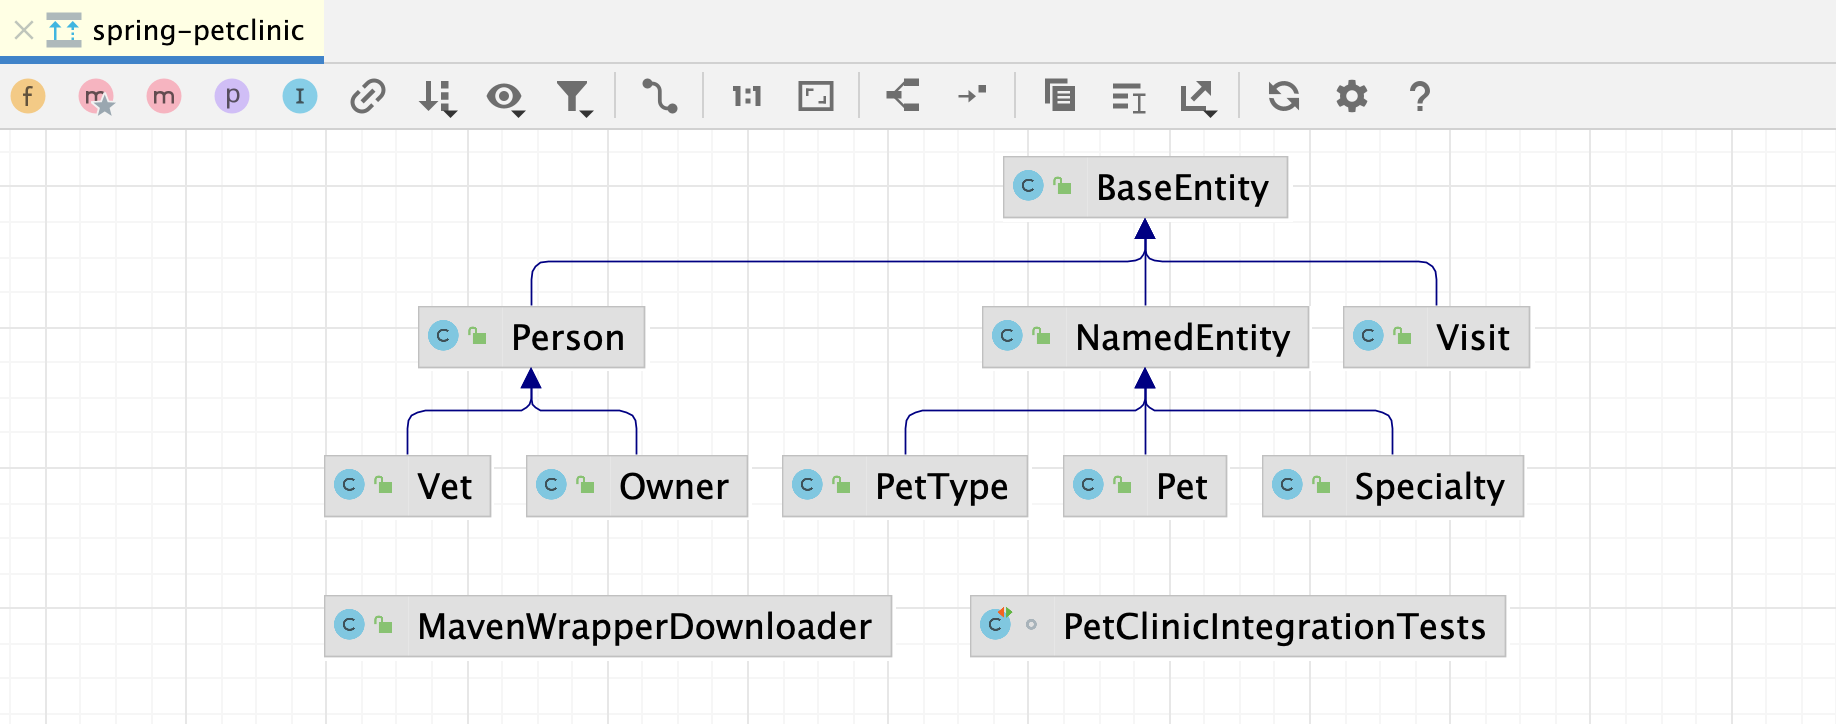 spring-petclinic
f m m p I 1:1 ?
C BaseEntity
C Person C NamedEntity C Visit
C Vet C Owner C PetType C Pet C Specialty
C MavenWrapperDownloader C PetClinicIntegrationTests